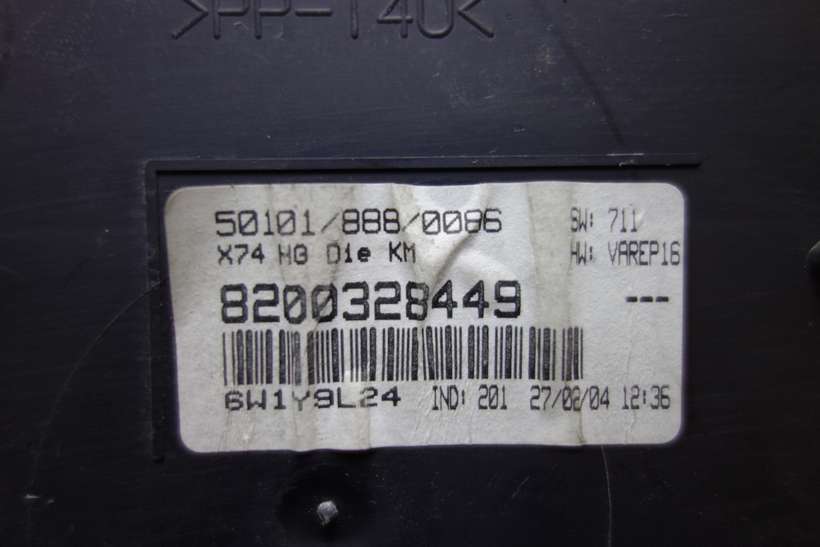 >PP-T40<
50101/888/0086 SW: 711
X74 HG Die KM HW: VAREP16
8200328449 ---
6W1Y9L24 IND: 201 27/02/04 12:36